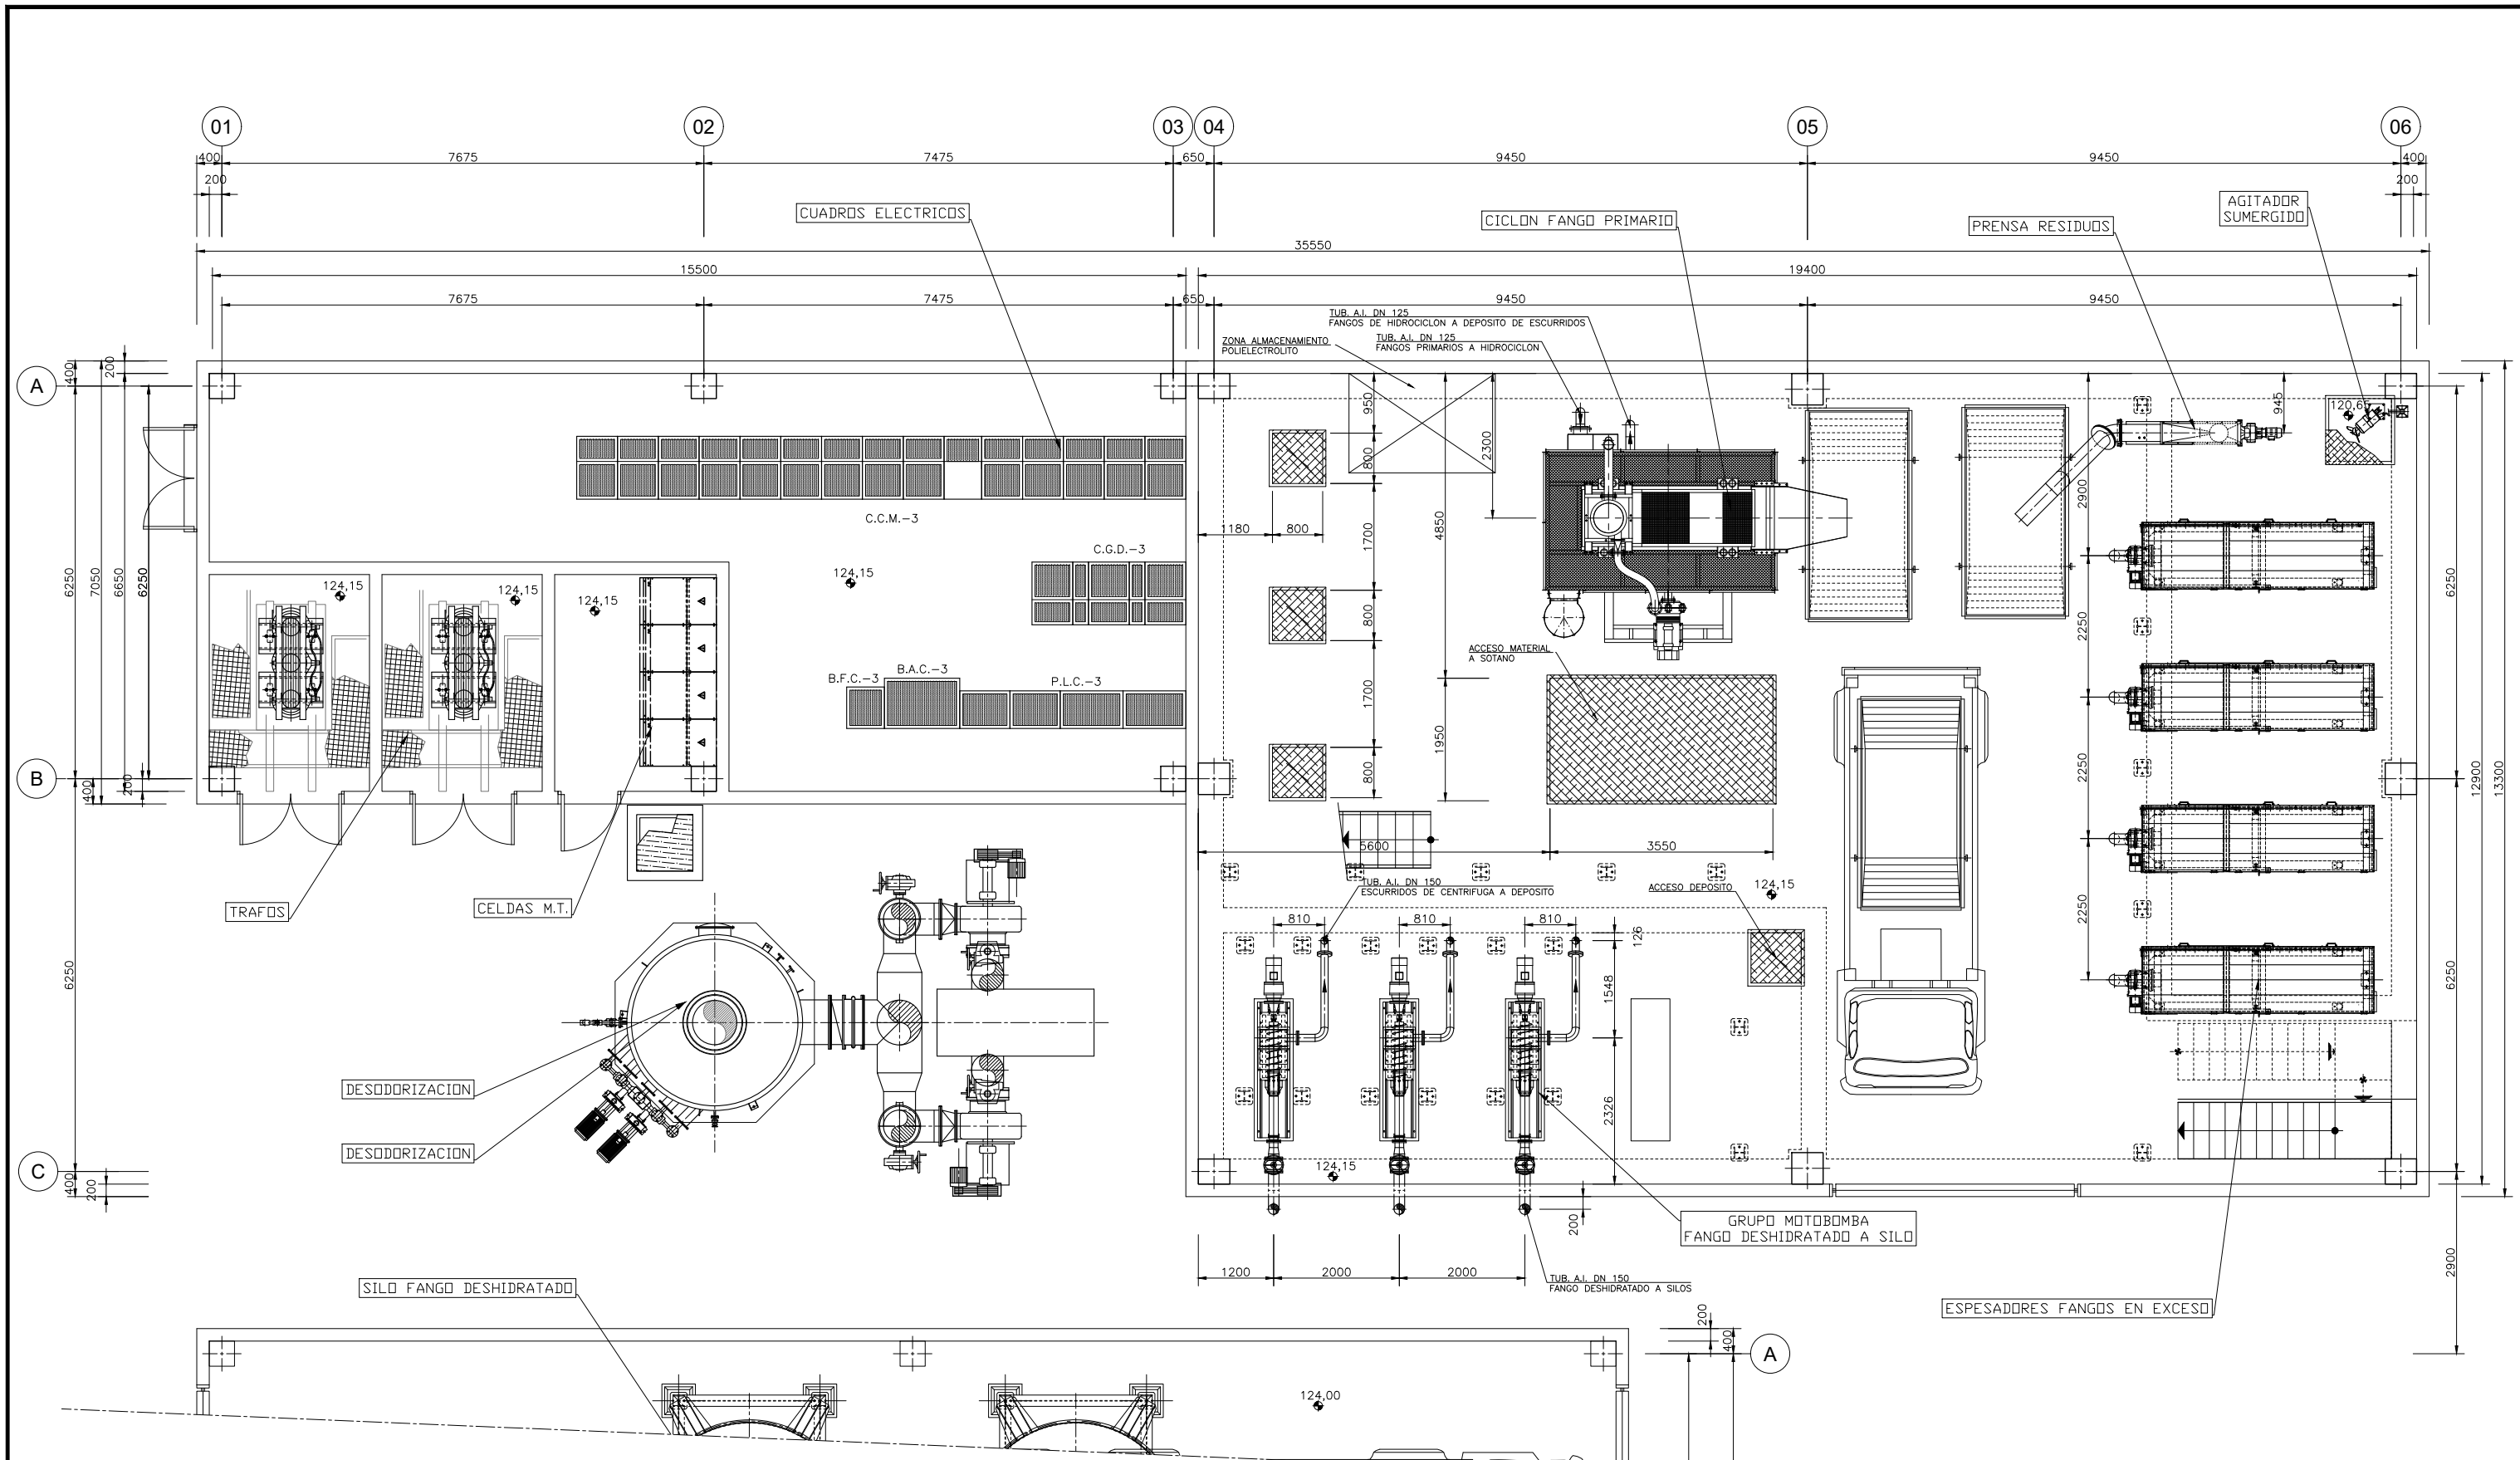 01
02
03
04
05
06
400
7675
7475
650
9450
9450
400
200
200
CUADROS ELECTRICOS
CICLON FANGO PRIMARIO
PRENSA RESIDUOS
AGITADOR
SUMERGIDO
35550
15500
19400
7675
7475
650
9450
9450
TUB. A.I. DN 125
FANGOS DE HIDROCICLON A DEPOSITO DE ESCURRIDOS
TUB. A.I. DN 125
FANGOS PRIMARIOS A HIDROCICLON
ZONA ALMACENAMIENTO
POLIELECTROLITO
A
400
200
6250
7050
6650
6250
950
800
2300
4850
1700
800
1700
800
1950
1180
800
C.C.M.-3
C.G.D.-3
124,15
124,15
124,15
124,15
B.F.C.-3
B.A.C.-3
P.L.C.-3
ACCESO MATERIAL
A SOTANO
120,65
945
2900
2250
2250
2250
6250
12900
13300
B
400
200
5600
3550
TRAFOS
CELDAS M.T.
TUB. A.I. DN 150
ESCURRIDOS DE CENTRIFUGA A DEPOSITO
ACCESO DEPOSITO
124,15
810
810
810
126
1548
2326
6250
6250
DESODORIZACION
DESODORIZACION
C
400
200
124,15
200
GRUPO MOTOBOMBA
FANGO DESHIDRATADO A SILO
1200
2000
2000
TUB. A.I. DN 150
FANGO DESHIDRATADO A SILOS
2900
SILO FANGO DESHIDRATADO
ESPESADORES FANGOS EN EXCESO
200
400
A
124,00